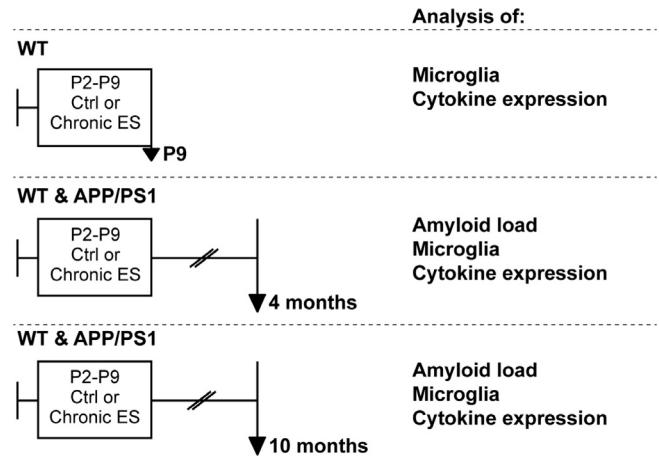 Analysis of:
WT
P2-P9
Ctrl or
Chronic ES
P9
Microglia
Cytokine expression
WT & APP/PS1
P2-P9
Ctrl or
Chronic ES
4 months
Amyloid load
Microglia
Cytokine expression
WT & APP/PS1
P2-P9
Ctrl or
Chronic ES
10 months
Amyloid load
Microglia
Cytokine expression